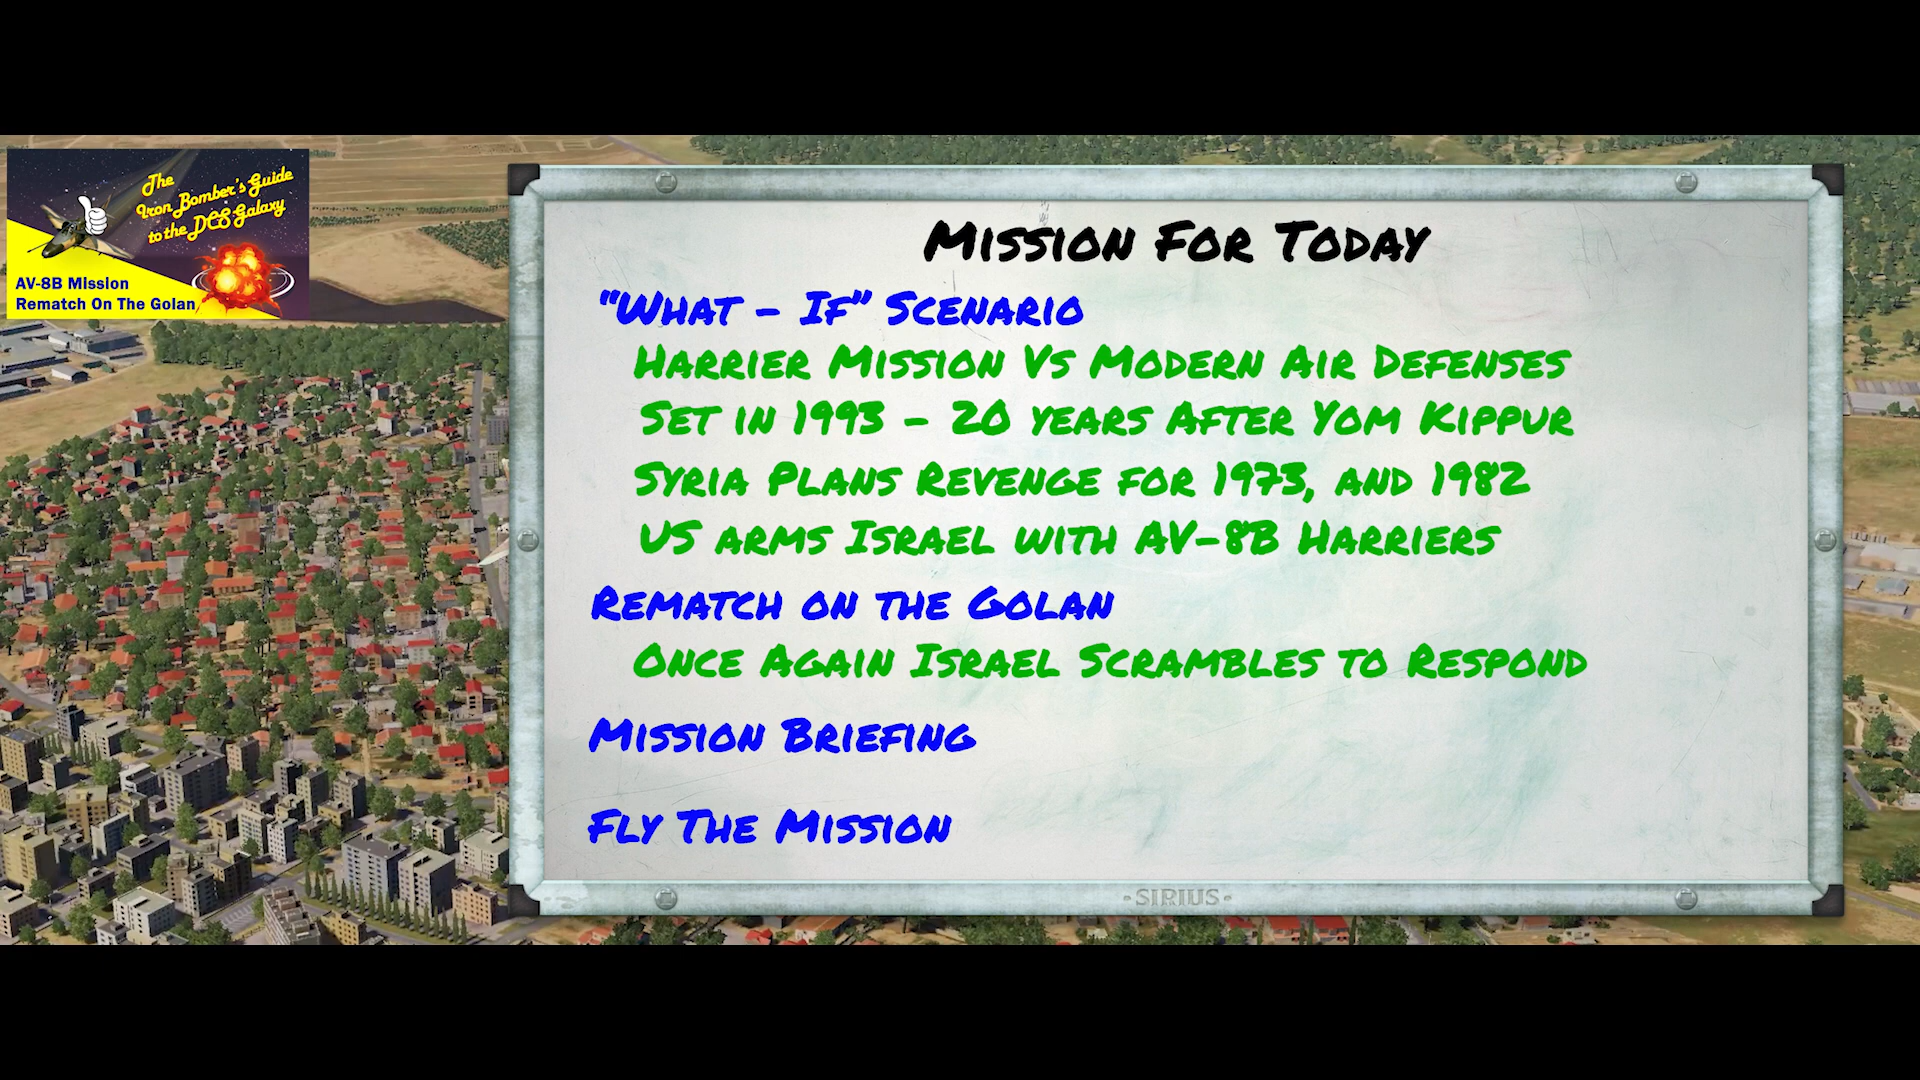 The
Iron Bomber's Guide
to the DCS Galaxy
AV-8B Mission
Rematch On The Golan
Mission For Today
"What - If" Scenario
Harrier Mission Vs Modern Air Defenses
Set in 1993 - 20 years After Yom Kippur
Syria Plans Revenge for 1973, and 1982
US arms Israel with AV-8B Harriers
Rematch on the Golan
Once Again Israel Scrambles to Respond
Mission Briefing
Fly The Mission
·SIRIUS·